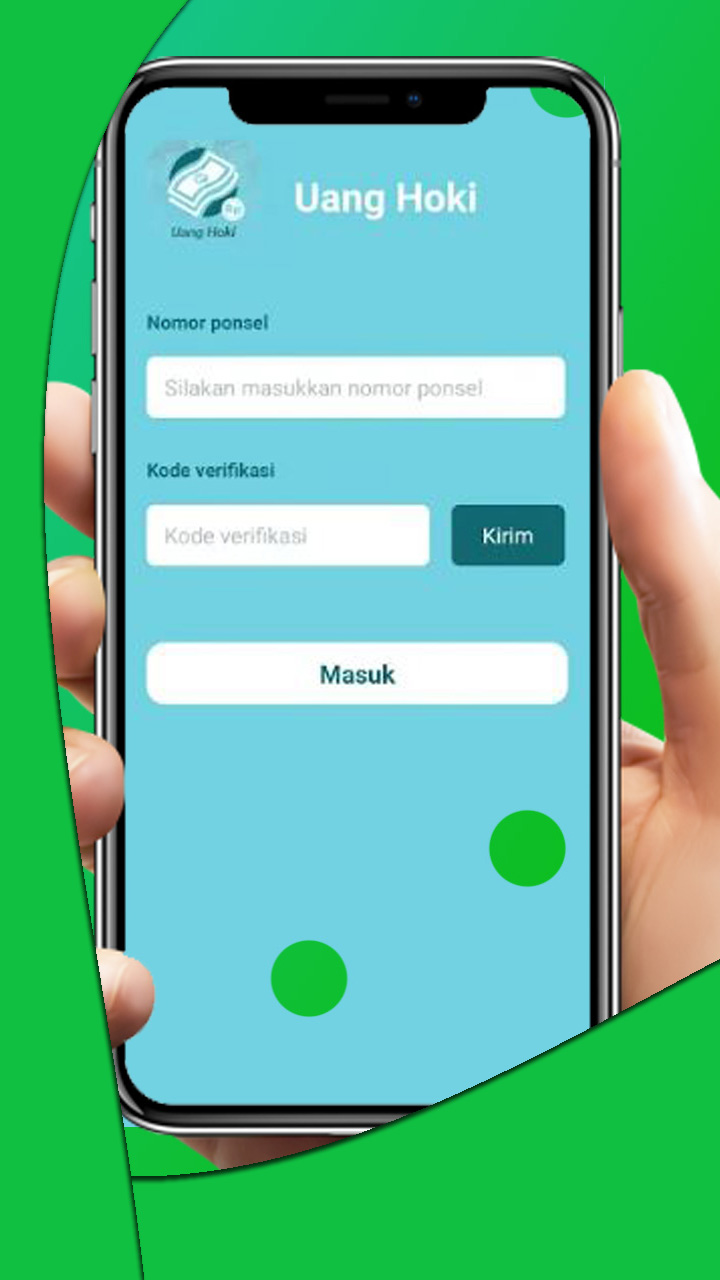 Uang Hoki
Rp
Uang Hoki
Nomor ponsel
Silakan masukkan nomor ponsel
Kode verifikasi
Kode verifikasi
Kirim
Masuk